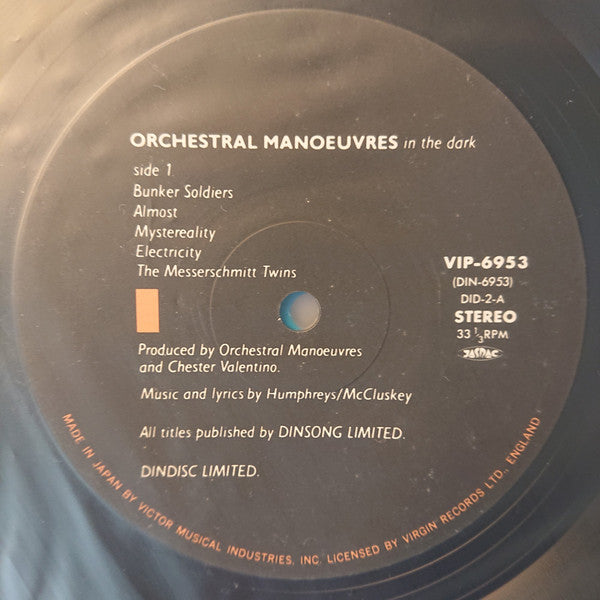 ORCHESTRAL MANOEUVRES in the dark
side 1
Bunker Soldiers
Almost
Mystereality
Electricity
The Messerschmitt Twins
VIP-6953
(DIN-6953)
DID-2-A
STEREO
33 1/3 RPM
JASRAC
Produced by Orchestral Manoeuvres
and Chester Valentino.
Music and lyrics by Humphreys/McCluskey
All titles published by DINSONG LIMITED.
DINDISC LIMITED.
MADE IN JAPAN BY VICTOR MUSICAL INDUSTRIES, INC. LICENSED BY VIRGIN RECORDS LTD., ENGLAND